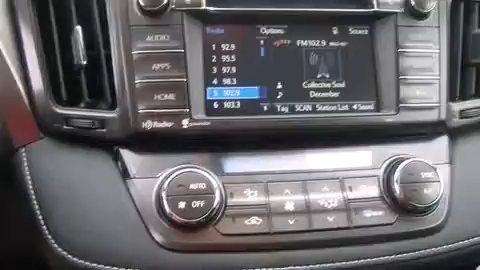 Radio Options Source
AUDIO
APPS
HOME
1 92.9
2 95.5
3 97.9
4 98.3
5 102.9
6 103.3
FM102.9
Collective Soul
December
Tag SCAN Station List Sound
HD Radio
AUTO
OFF
SYNC